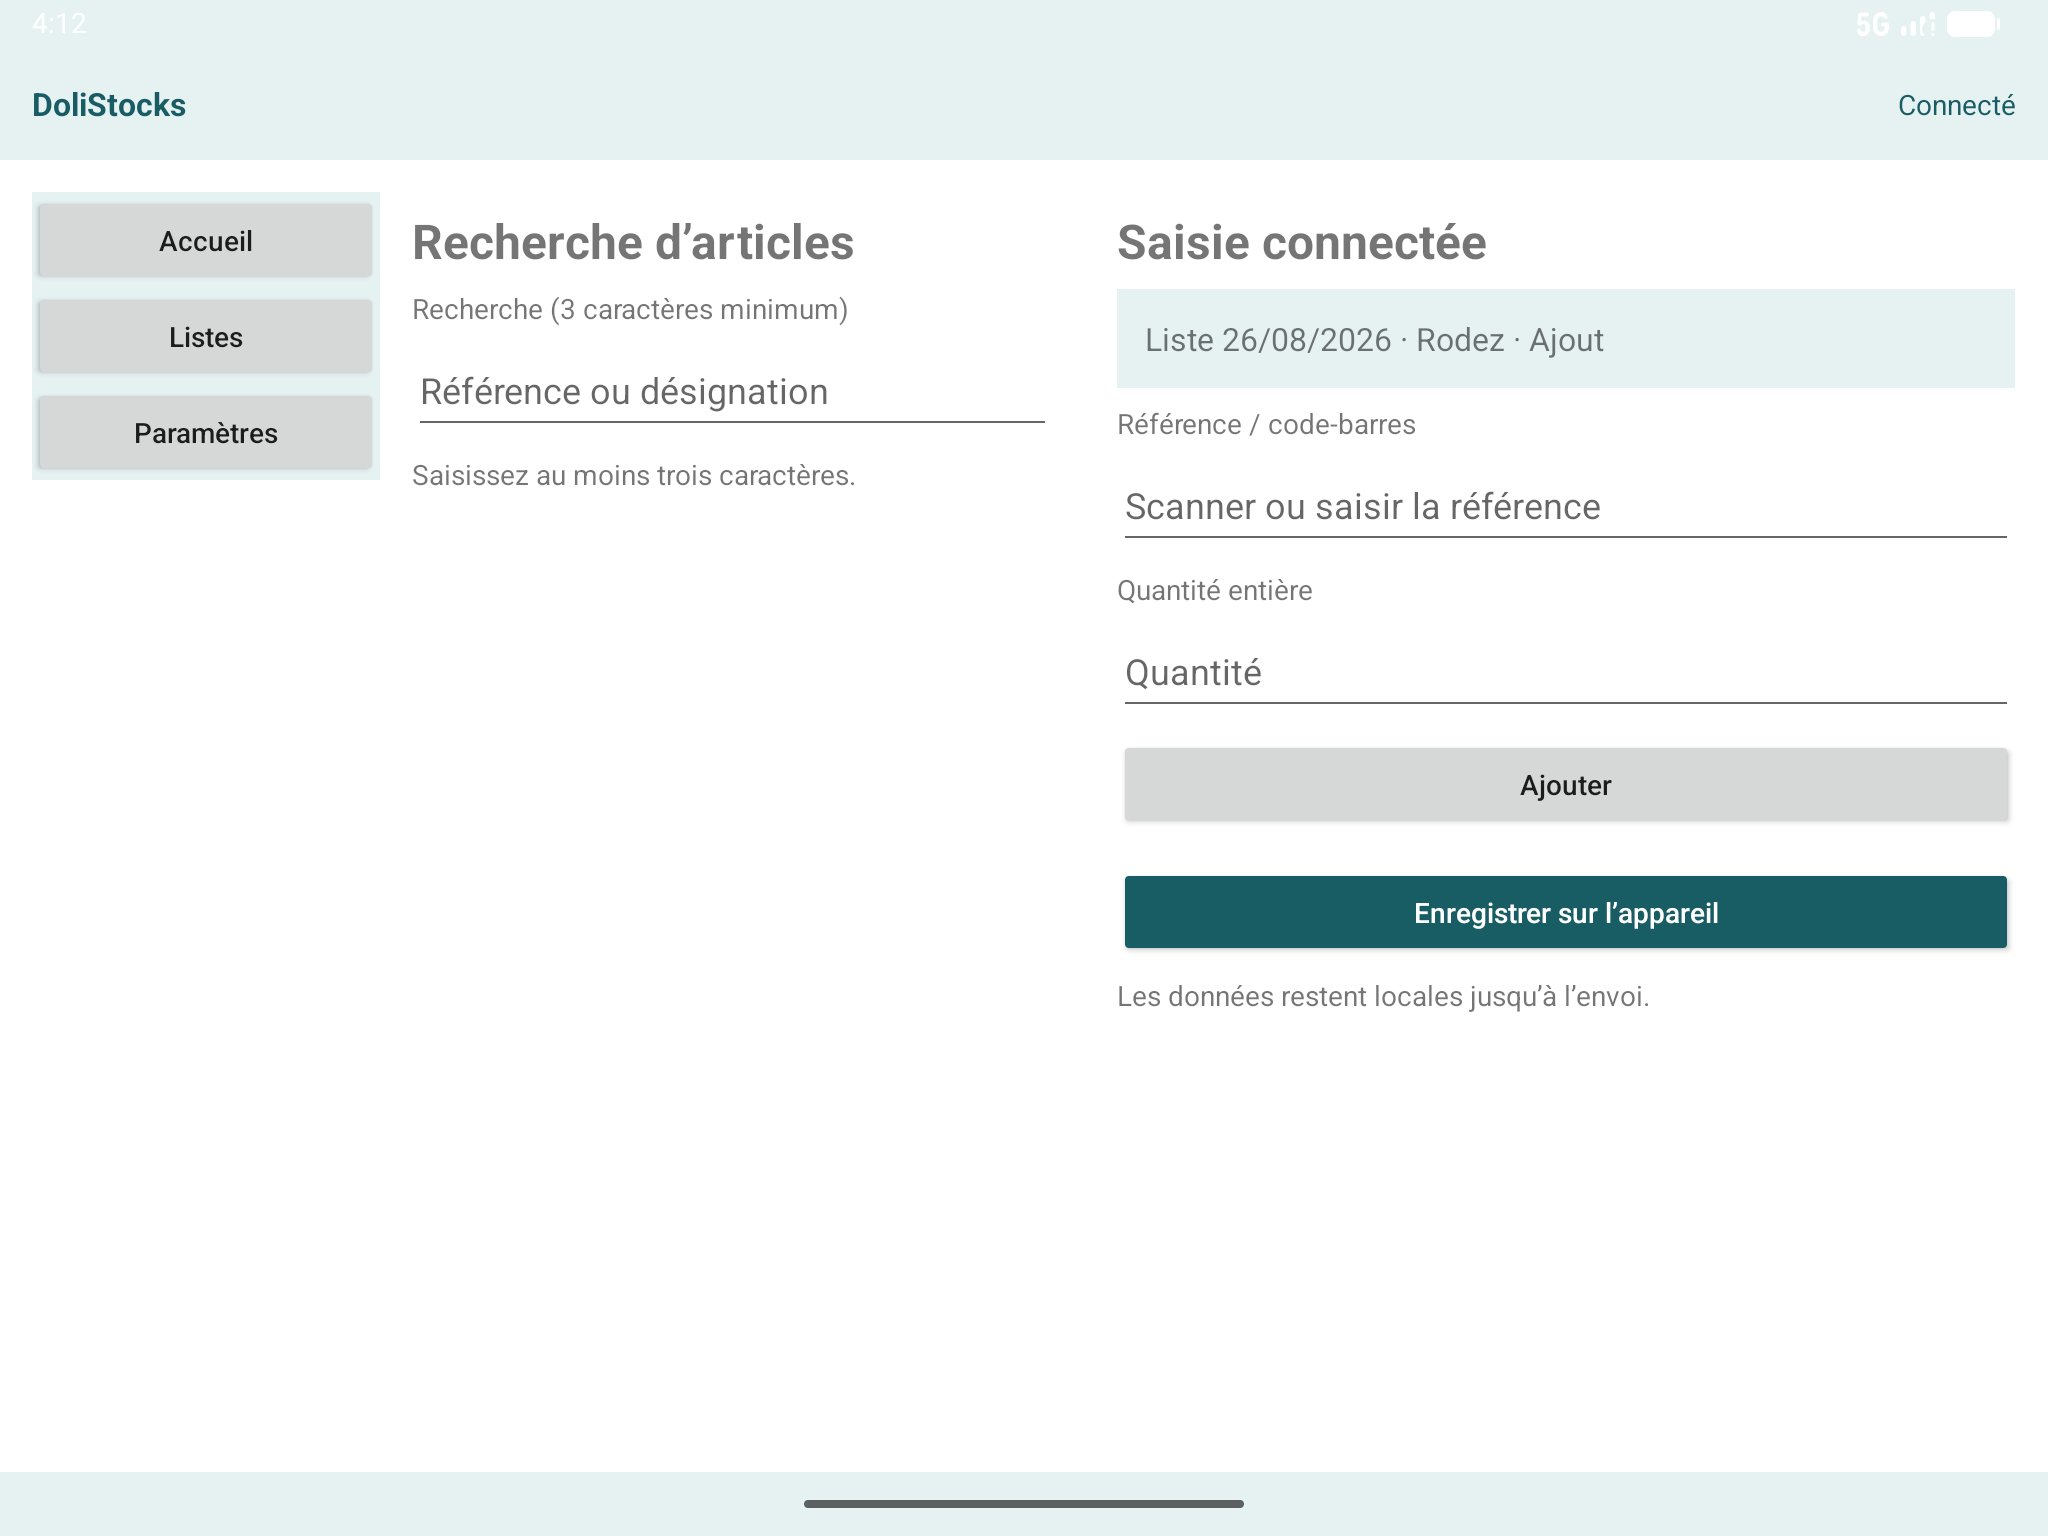 4:12
5G
DoliStocks
Connecté
Accueil
Listes
Paramètres
Recherche d’articles
Recherche (3 caractères minimum)
Référence ou désignation
Saisissez au moins trois caractères.
Saisie connectée
Liste 26/08/2026 · Rodez · Ajout
Référence / code-barres
Scanner ou saisir la référence
Quantité entière
Quantité
Ajouter
Enregistrer sur l’appareil
Les données restent locales jusqu’à l’envoi.